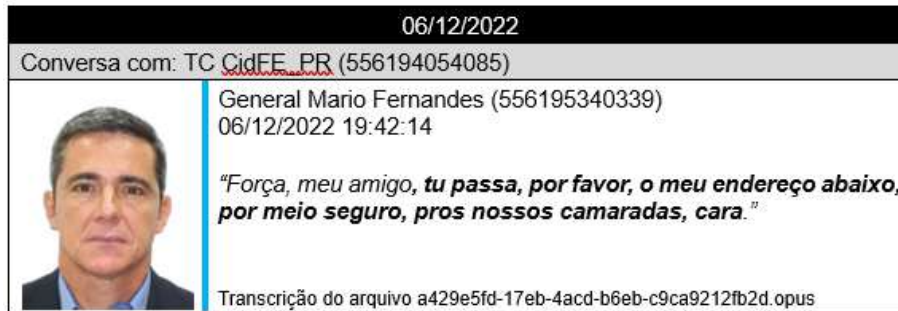 06/12/2022
Conversa com: TC CidFE_PR (556194054085)
General Mario Fernandes (556195340339)
06/12/2022 19:42:14
"Força, meu amigo, tu passa, por favor, o meu endereço abaixo,
por meio seguro, pros nossos camaradas, cara."
Transcrição do arquivo a429e5fd-17eb-4acd-b6eb-c9ca9212fb2d.opus